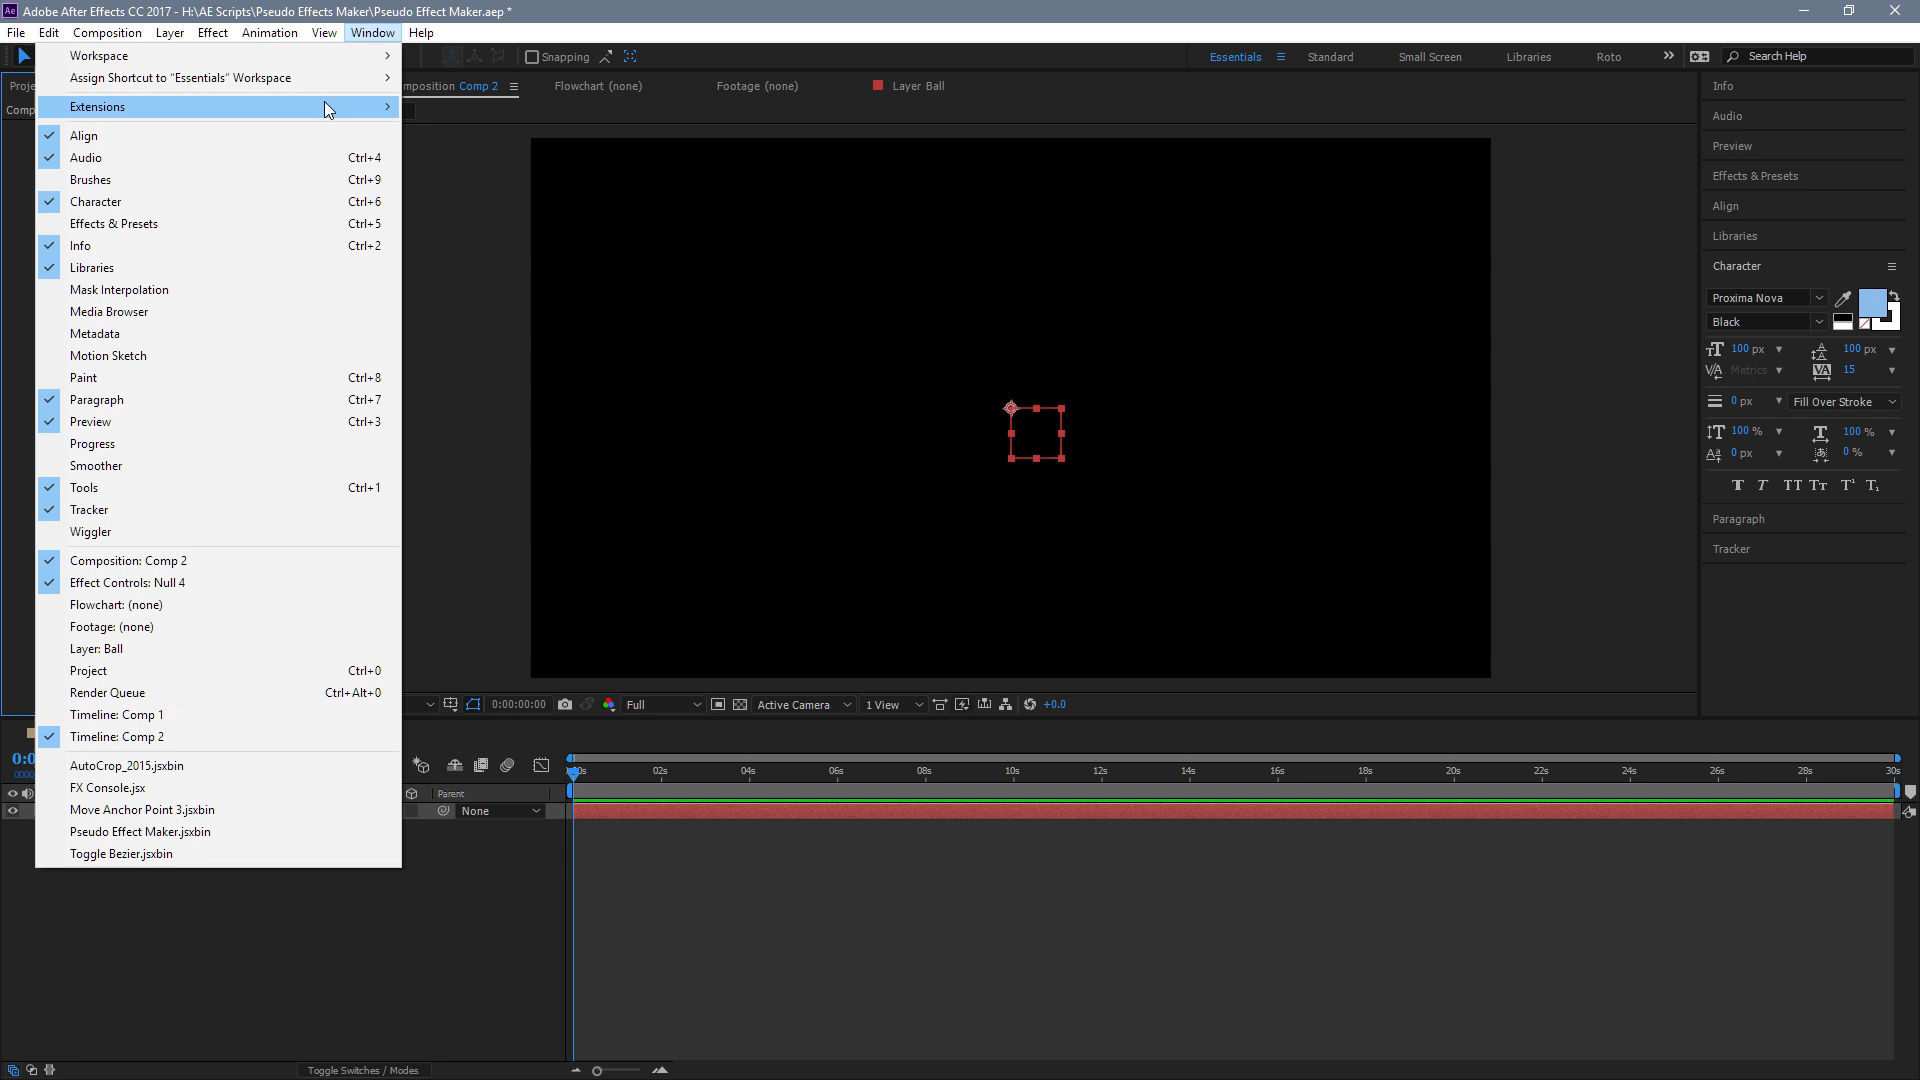 Adobe After Effects CC 2017 - H:\AE Scripts\Pseudo Effects Maker\Pseudo Effect Maker.aep *
File Edit Composition Layer Effect Animation View Window Help
Snapping
Essentials Standard Small Screen Libraries Roto Search Help
Workspace
Assign Shortcut to "Essentials" Workspace
Extensions
Align
Audio Ctrl+4
Brushes Ctrl+9
Character Ctrl+6
Effects & Presets Ctrl+5
Info Ctrl+2
Libraries
Mask Interpolation
Media Browser
Metadata
Motion Sketch
Paint Ctrl+8
Paragraph Ctrl+7
Preview Ctrl+3
Progress
Smoother
Tools Ctrl+1
Tracker
Wiggler
Composition: Comp 2
Effect Controls: Null 4
Flowchart: (none)
Footage: (none)
Layer: Ball
Project Ctrl+0
Render Queue Ctrl+Alt+0
Timeline: Comp 1
Timeline: Comp 2
AutoCrop_2015.jsxbin
FX Console.jsx
Move Anchor Point 3.jsxbin
Pseudo Effect Maker.jsxbin
Toggle Bezier.jsxbin
Proje
Comp
mposition Comp 2 Flowchart (none) Footage (none) Layer Ball
Info
Audio
Preview
Effects & Presets
Align
Libraries
Character
Proxima Nova
Black
100 px 100 px
Metrics 15
0 px Fill Over Stroke
100 % 100 %
0 px 0 %
T T TT Tт T¹ T₁
Paragraph
Tracker
0:00:00:00 Full Active Camera 1 View +0.0
0:0
0000
:00s 02s 04s 06s 08s 10s 12s 14s 16s 18s 20s 22s 24s 26s 28s 30s
Parent
None
Toggle Switches / Modes